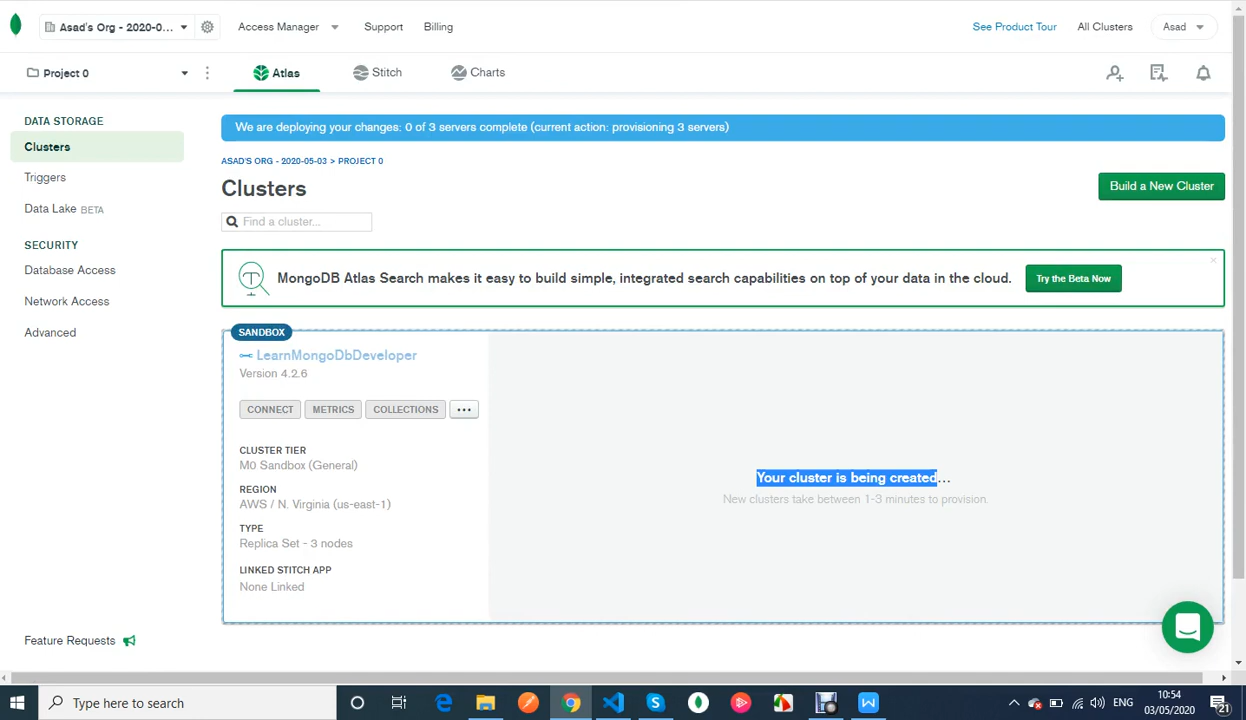 Asad's Org - 2020-0...
Access Manager
Support
Billing
See Product Tour
All Clusters
Asad
Project 0
Atlas
Stitch
Charts
DATA STORAGE
Clusters
Triggers
Data Lake BETA
SECURITY
Database Access
Network Access
Advanced
Feature Requests
We are deploying your changes: 0 of 3 servers complete (current action: provisioning 3 servers)
ASAD'S ORG - 2020-05-03 > PROJECT 0
Clusters
Build a New Cluster
Find a cluster...
MongoDB Atlas Search makes it easy to build simple, integrated search capabilities on top of your data in the cloud.
Try the Beta Now
SANDBOX
LearnMongoDbDeveloper
Version 4.2.6
CONNECT
METRICS
COLLECTIONS
...
CLUSTER TIER
M0 Sandbox (General)
REGION
AWS / N. Virginia (us-east-1)
TYPE
Replica Set - 3 nodes
LINKED STITCH APP
None Linked
Your cluster is being created...
New clusters take between 1-3 minutes to provision.
Type here to search
ENG
10:54
03/05/2020
21